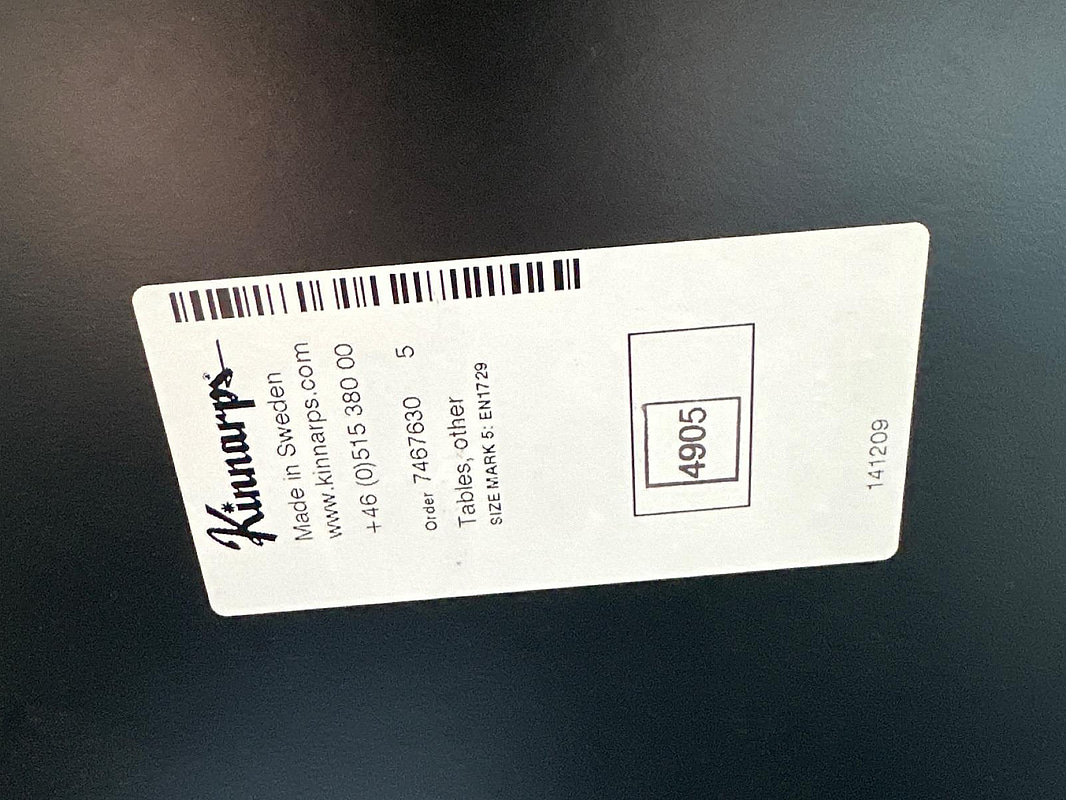 Kinnarps
Made in Sweden
www.kinnarps.com
+46 (0)515 380 00
Order 7467630 5
Tables, other
SIZE MARK 5: EN1729
4905
141209